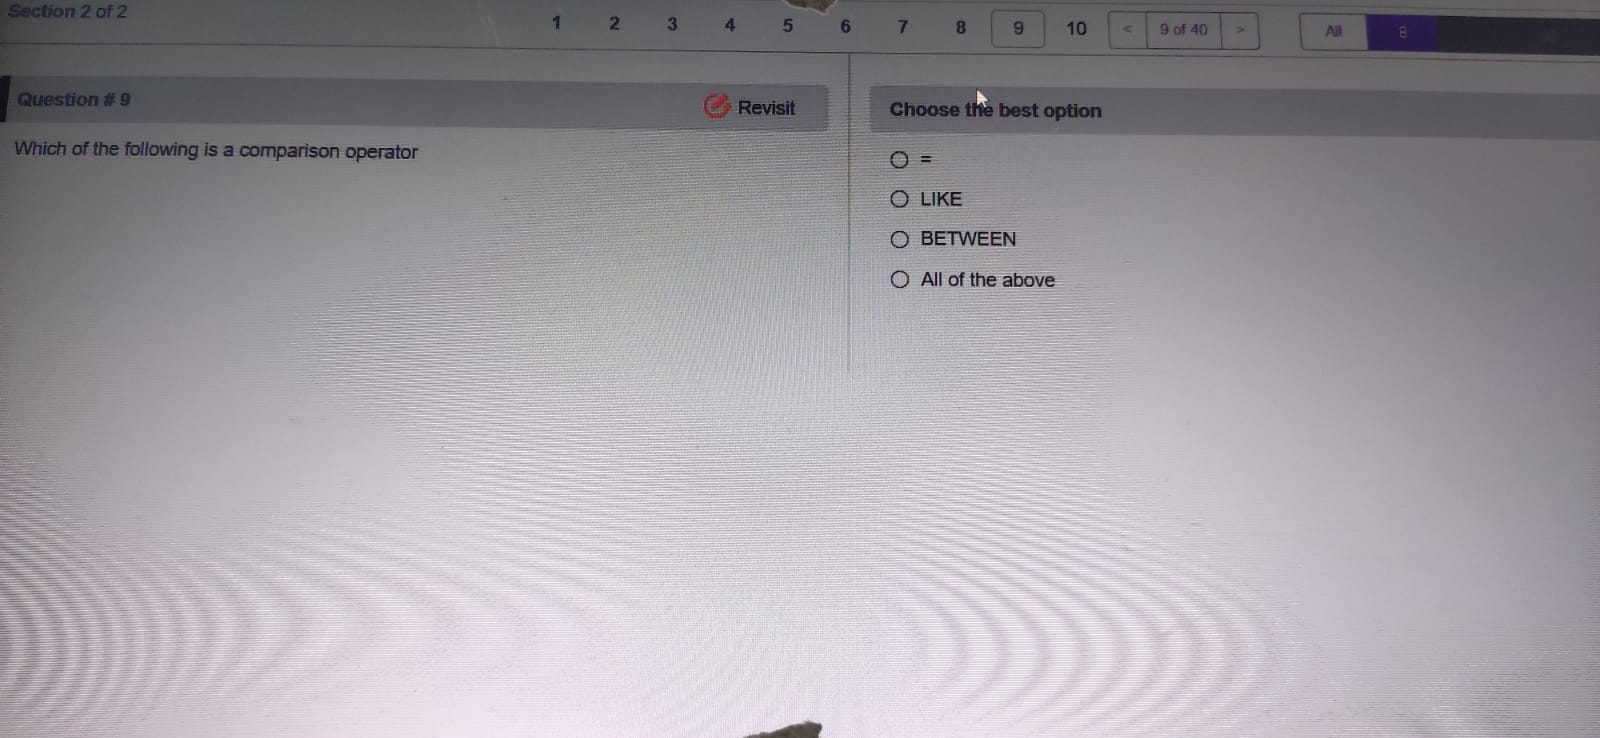 Section 2 of 2
1 2 3 4 5 6 7 8 9 10 < 9 of 40 > All 8
Question # 9
Revisit
Which of the following is a comparison operator
Choose the best option
=
LIKE
BETWEEN
All of the above